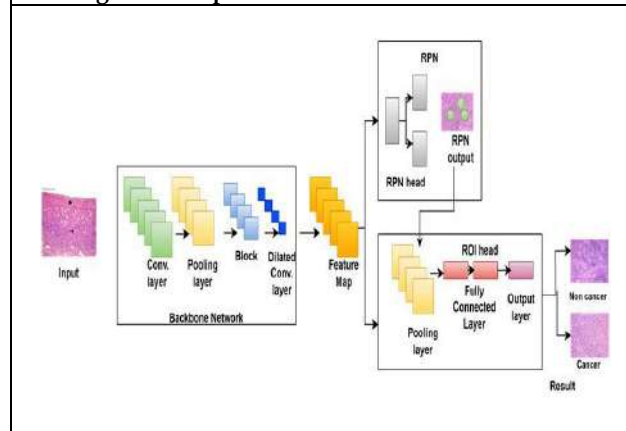 RPN
RPN
output
RPN head
Input
Conv.
layer
Pooling
layer
Block
Dilated
Conv.
layer
Backbone Network
Feature
Map
ROI head
Pooling
layer
Fully
Connected
Layer
Output
layer
Non cancer
Cancer
Result